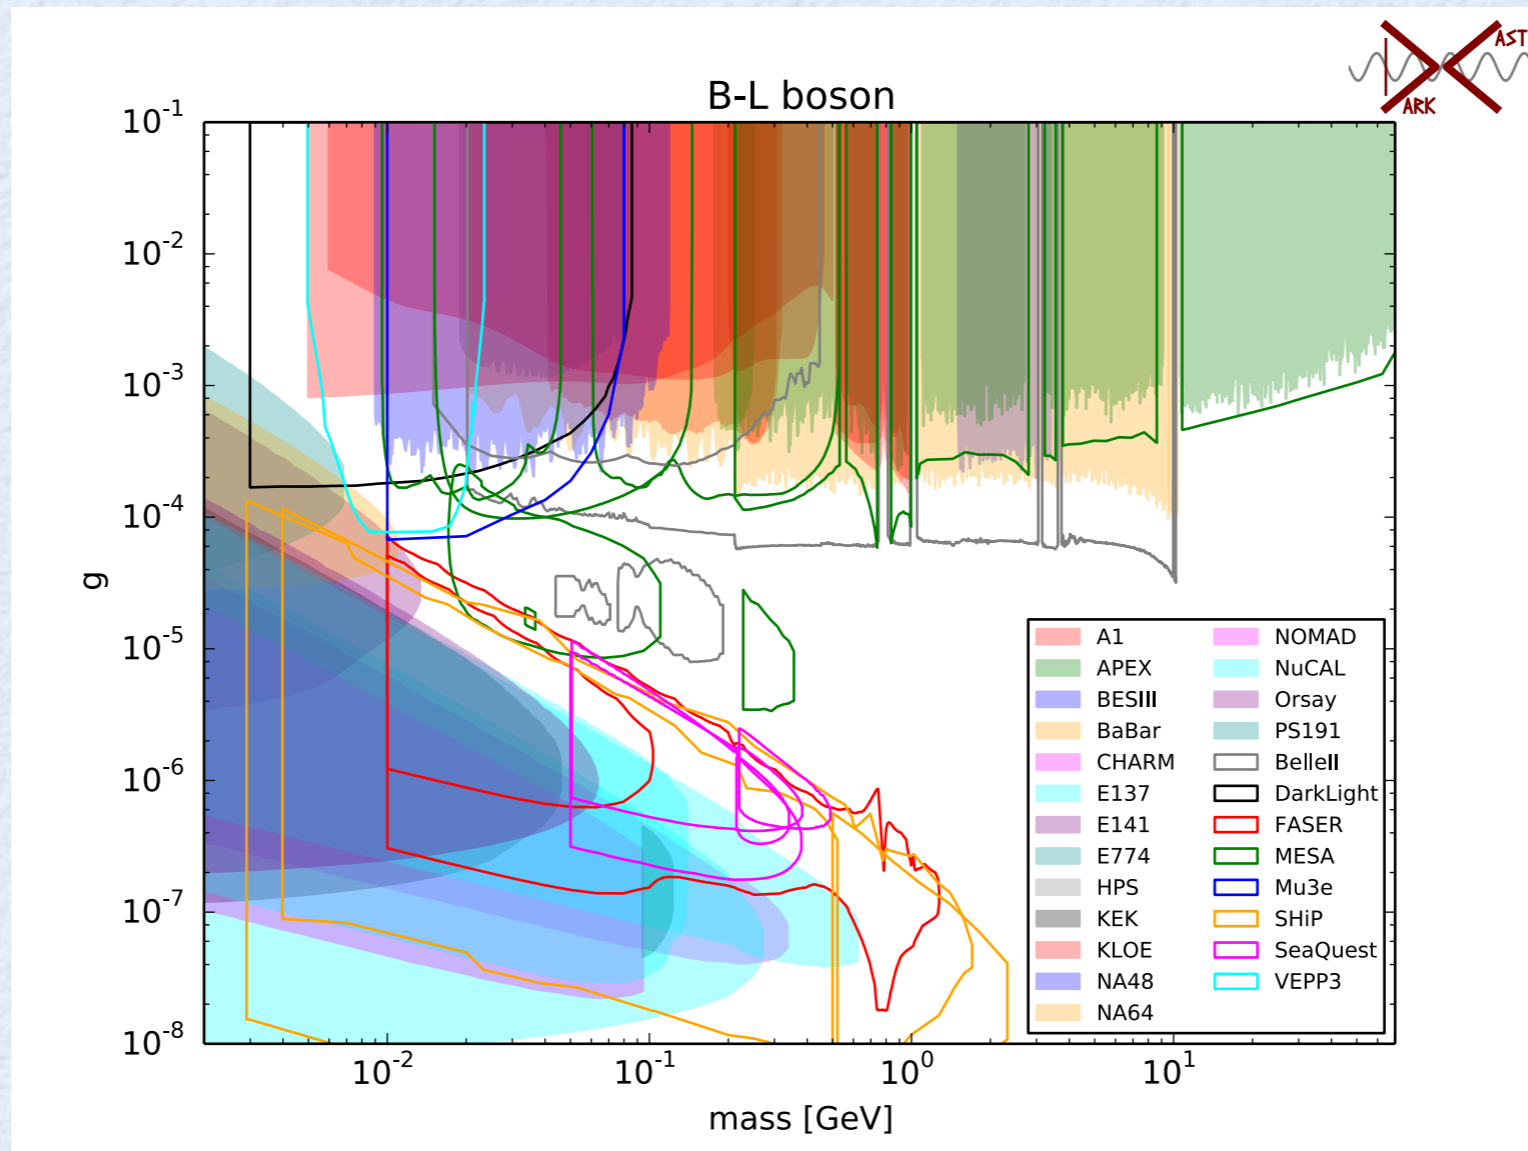 AST
ARK
B-L boson
10^-1
10^-2
10^-3
10^-4
10^-5
10^-6
10^-7
10^-8
g
10^-2
10^-1
10^0
10^1
mass [GeV]
A1
APEX
BESIII
BaBar
CHARM
E137
E141
E774
HPS
KEK
KLOE
NA48
NA64
NOMAD
NuCAL
Orsay
PS191
BelleII
DarkLight
FASER
MESA
Mu3e
SHiP
SeaQuest
VEPP3